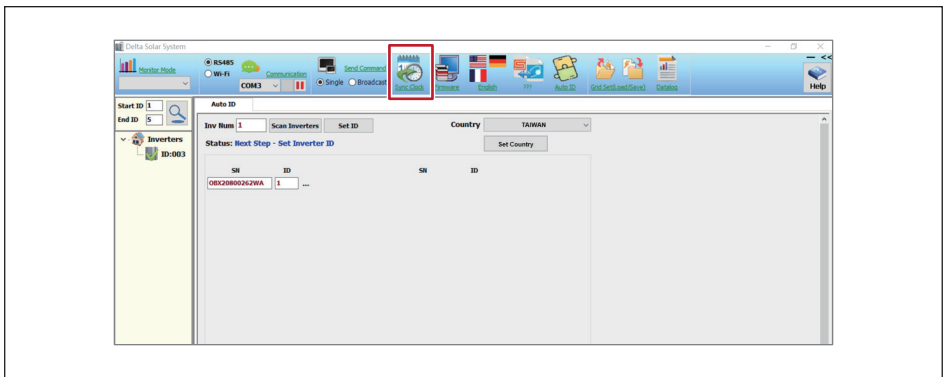 Delta Solar System
Monitor Mode
RS485
Wi-Fi
COM3
Communication
Send Command
Single Broadcast
Sync Clock
Firmware
English
FPF
Auto ID
Grid Set(Load/Save)
Datalog
<<
Help
Start ID 1
End ID 5
Inverters
ID:003
Auto ID
Inv Num 1 Scan Inverters Set ID Country TAIWAN
Status: Next Step - Set Inverter ID Set Country
SN ID SN ID
OBX20800262WA 1 ...